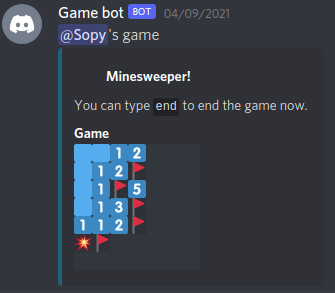 Game bot BOT 04/09/2021
@Sopy's game
Minesweeper!
You can type end to end the game now.
Game
1 2
1 2
1 5
1 3
1 1 2